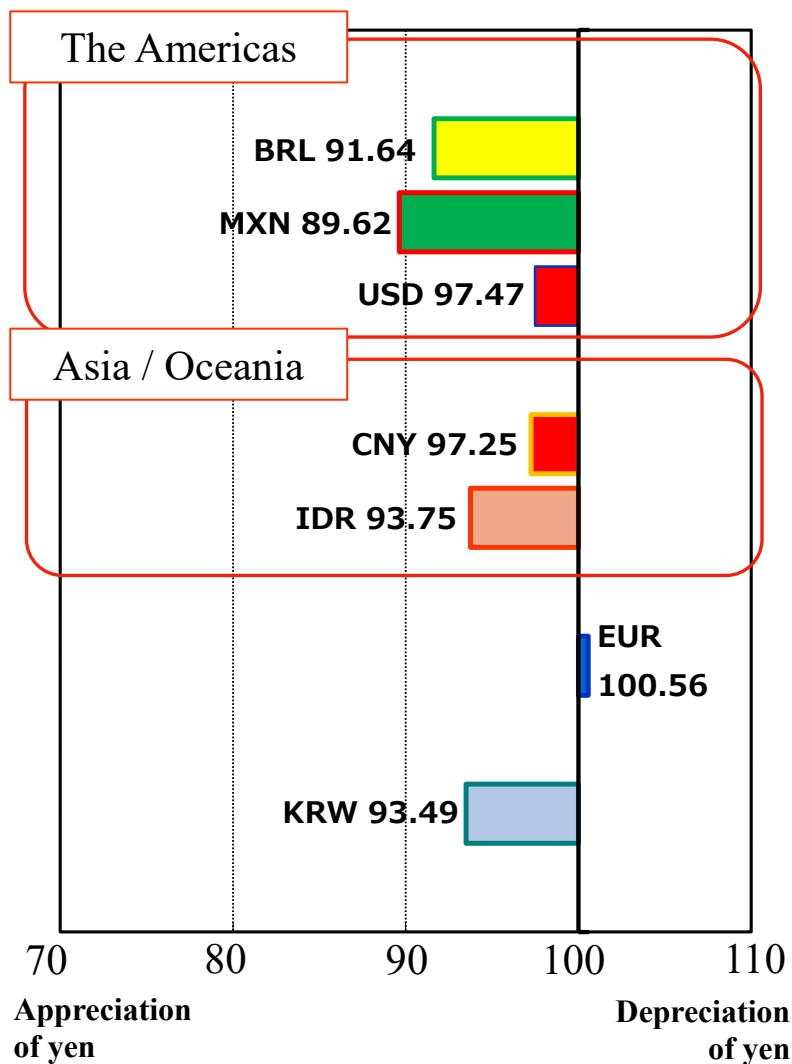 The Americas
BRL 91.64
MXN 89.62
USD 97.47
Asia / Oceania
CNY 97.25
IDR 93.75
EUR
100.56
KRW 93.49
70 80 90 100 110
Appreciation
of yen
Depreciation
of yen